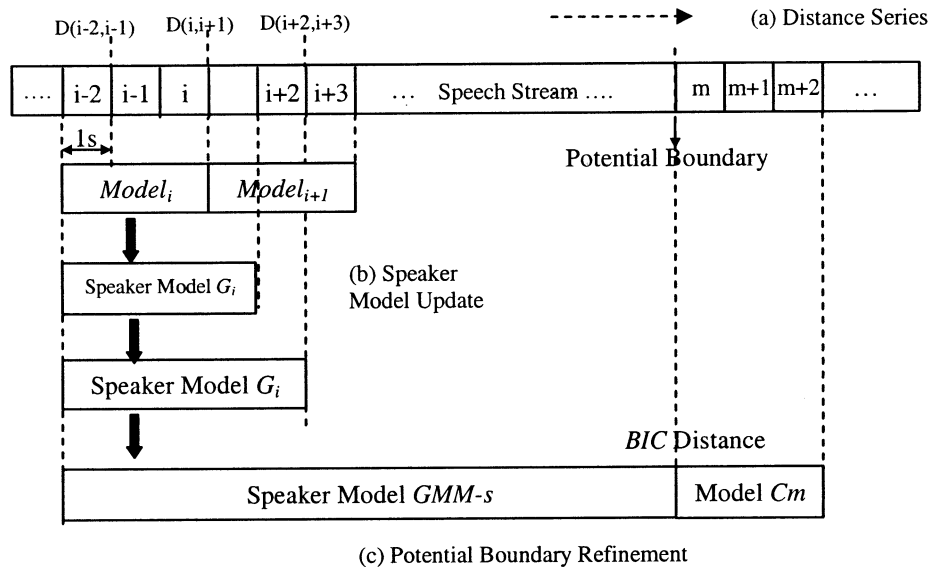 D(i-2,i-1) D(i,i+1) D(i+2,i+3) (a) Distance Series
.... i-2 i-1 i i+2 i+3 ... Speech Stream .... m m+1 m+2 ...
1s
Potential Boundary
Model_i Model_{i+1}
Speaker Model G_i
(b) Speaker
Model Update
Speaker Model G_i
BIC Distance
Speaker Model GMM-s Model Cm
(c) Potential Boundary Refinement